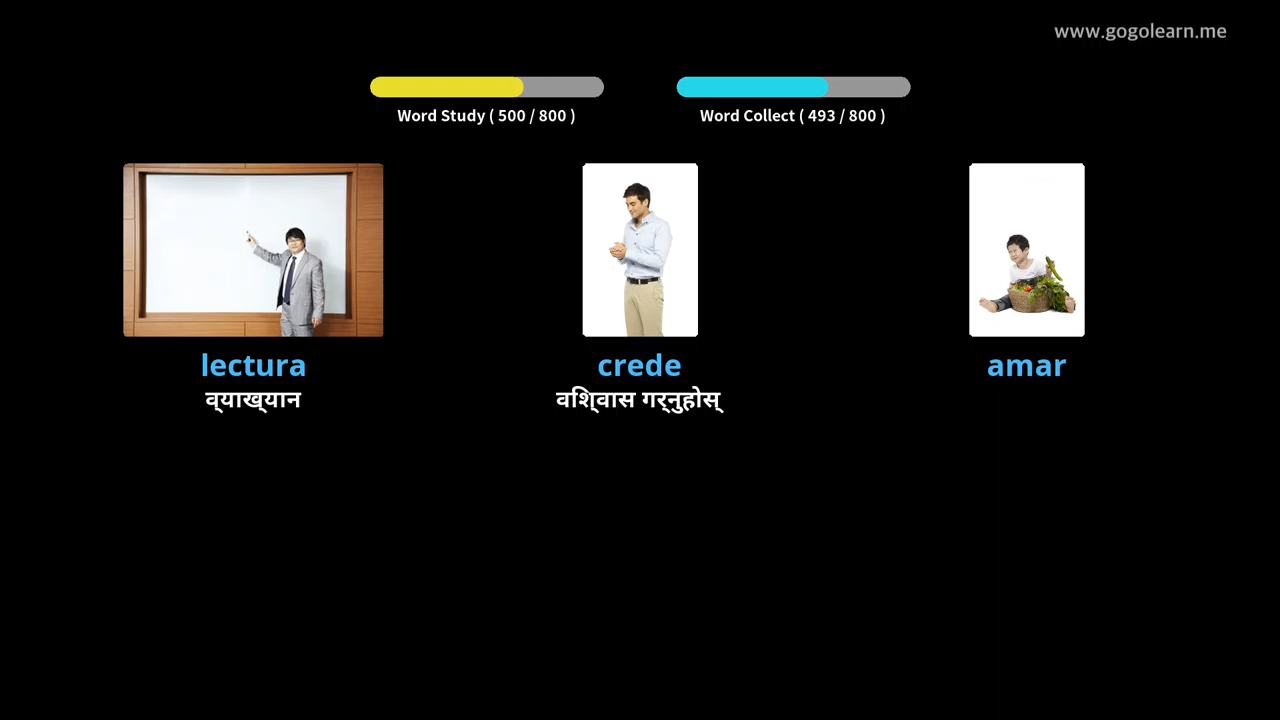 www.gogolearn.me
Word Study ( 500 / 800 )
Word Collect ( 493 / 800 )
lectura
व्याख्यान
crede
विश्वास गर्नुहोस्
amar